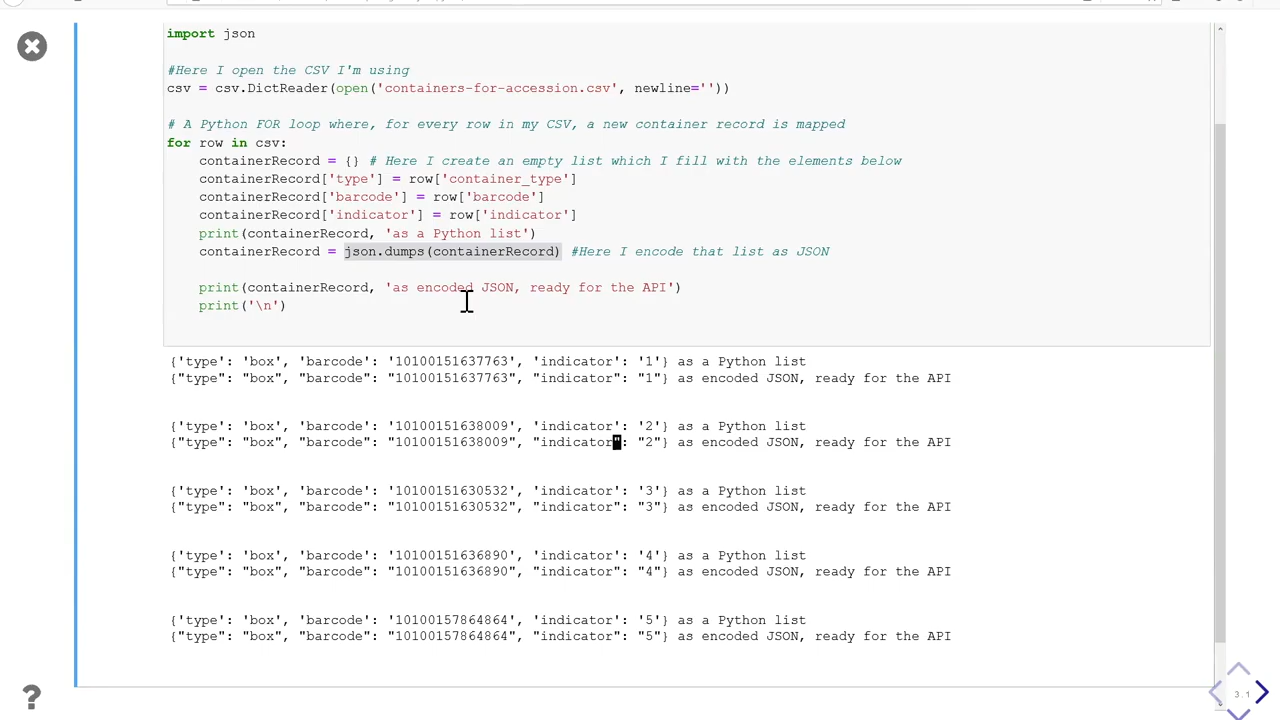 import json
#Here I open the CSV I'm using
csv = csv.DictReader(open('containers-for-accession.csv', newline=''))
# A Python FOR loop where, for every row in my CSV, a new container record is mapped
for row in csv:
containerRecord = {} # Here I create an empty list which I fill with the elements below
containerRecord['type'] = row['container_type']
containerRecord['barcode'] = row['barcode']
containerRecord['indicator'] = row['indicator']
print(containerRecord, 'as a Python list')
containerRecord = json.dumps(containerRecord) #Here I encode that list as JSON
print(containerRecord, 'as encoded JSON, ready for the API')
print('\n')
{'type': 'box', 'barcode': '10100151637763', 'indicator': '1'} as a Python list
{"type": "box", "barcode": "10100151637763", "indicator": "1"} as encoded JSON, ready for the API
{'type': 'box', 'barcode': '10100151638009', 'indicator': '2'} as a Python list
{"type": "box", "barcode": "10100151638009", "indicator": "2"} as encoded JSON, ready for the API
{'type': 'box', 'barcode': '10100151630532', 'indicator': '3'} as a Python list
{"type": "box", "barcode": "10100151630532", "indicator": "3"} as encoded JSON, ready for the API
{'type': 'box', 'barcode': '10100151636890', 'indicator': '4'} as a Python list
{"type": "box", "barcode": "10100151636890", "indicator": "4"} as encoded JSON, ready for the API
{'type': 'box', 'barcode': '10100157864864', 'indicator': '5'} as a Python list
{"type": "box", "barcode": "10100157864864", "indicator": "5"} as encoded JSON, ready for the API
?
3.1